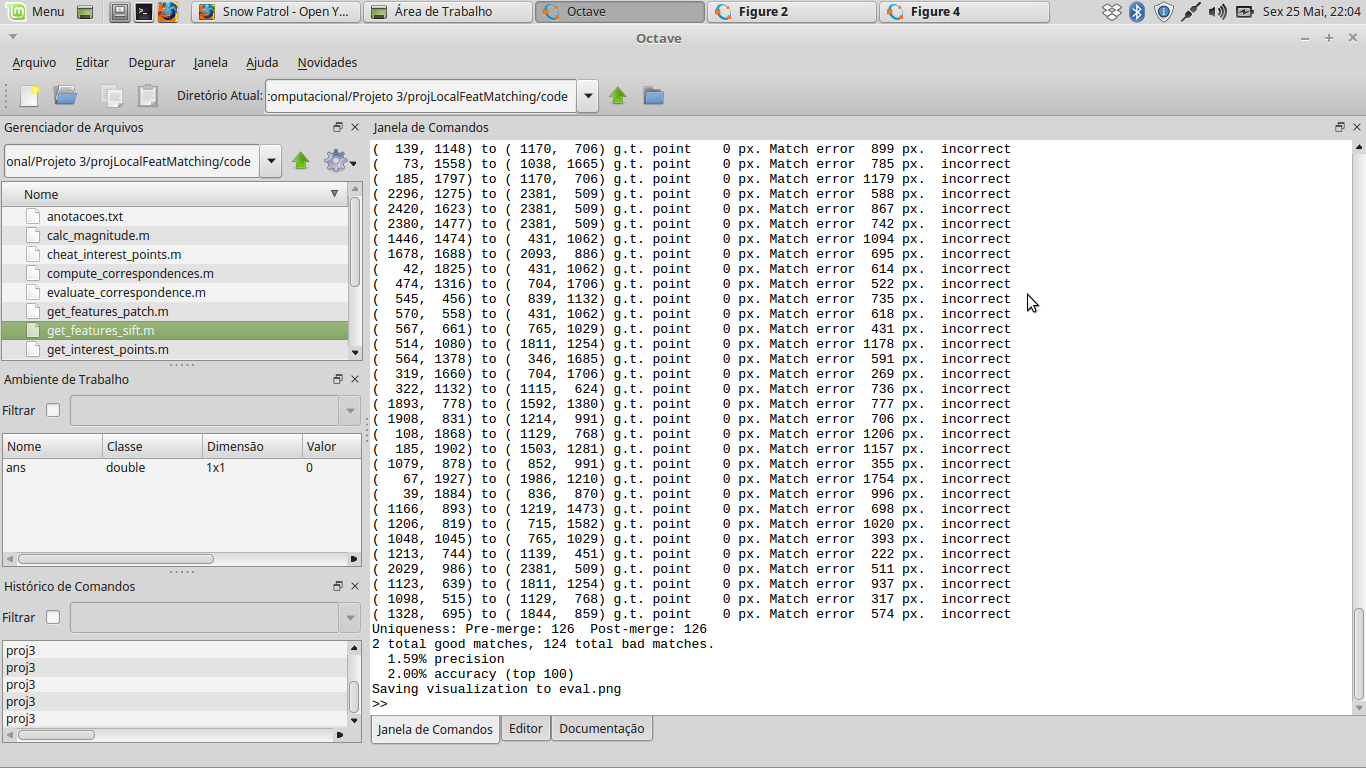 Menu
Snow Patrol - Open Y...
Área de Trabalho
Octave
Figure 2
Figure 4
Sex 25 Mai, 22:04
Octave
Arquivo Editar Depurar Janela Ajuda Novidades
Diretório Atual: :omputacional/Projeto 3/projLocalFeatMatching/code
Gerenciador de Arquivos
onal/Projeto 3/projLocalFeatMatching/code
Nome
anotacoes.txt
calc_magnitude.m
cheat_interest_points.m
compute_correspondences.m
evaluate_correspondence.m
get_features_patch.m
get_features_sift.m
get_interest_points.m
Ambiente de Trabalho
Filtrar
Nome Classe Dimensão Valor
ans double 1x1 0
Histórico de Comandos
Filtrar
proj3
proj3
proj3
proj3
proj3
Janela de Comandos
( 139, 1148) to ( 1170, 706) g.t. point 0 px. Match error 899 px. incorrect
( 73, 1558) to ( 1038, 1665) g.t. point 0 px. Match error 785 px. incorrect
( 185, 1797) to ( 1170, 706) g.t. point 0 px. Match error 1179 px. incorrect
( 2296, 1275) to ( 2381, 509) g.t. point 0 px. Match error 588 px. incorrect
( 2420, 1623) to ( 2381, 509) g.t. point 0 px. Match error 867 px. incorrect
( 2380, 1477) to ( 2381, 509) g.t. point 0 px. Match error 742 px. incorrect
( 1446, 1474) to ( 431, 1062) g.t. point 0 px. Match error 1094 px. incorrect
( 1678, 1688) to ( 2093, 886) g.t. point 0 px. Match error 695 px. incorrect
( 42, 1825) to ( 431, 1062) g.t. point 0 px. Match error 614 px. incorrect
( 474, 1316) to ( 704, 1706) g.t. point 0 px. Match error 522 px. incorrect
( 545, 456) to ( 839, 1132) g.t. point 0 px. Match error 735 px. incorrect
( 570, 558) to ( 431, 1062) g.t. point 0 px. Match error 618 px. incorrect
( 567, 661) to ( 765, 1029) g.t. point 0 px. Match error 431 px. incorrect
( 514, 1080) to ( 1811, 1254) g.t. point 0 px. Match error 1178 px. incorrect
( 564, 1378) to ( 346, 1685) g.t. point 0 px. Match error 591 px. incorrect
( 319, 1660) to ( 704, 1706) g.t. point 0 px. Match error 269 px. incorrect
( 322, 1132) to ( 1115, 624) g.t. point 0 px. Match error 736 px. incorrect
( 1893, 778) to ( 1592, 1380) g.t. point 0 px. Match error 777 px. incorrect
( 1908, 831) to ( 1214, 991) g.t. point 0 px. Match error 706 px. incorrect
( 108, 1868) to ( 1129, 768) g.t. point 0 px. Match error 1206 px. incorrect
( 185, 1902) to ( 1503, 1281) g.t. point 0 px. Match error 1157 px. incorrect
( 1079, 878) to ( 852, 991) g.t. point 0 px. Match error 355 px. incorrect
( 67, 1927) to ( 1986, 1210) g.t. point 0 px. Match error 1754 px. incorrect
( 39, 1884) to ( 836, 870) g.t. point 0 px. Match error 996 px. incorrect
( 1166, 893) to ( 1219, 1473) g.t. point 0 px. Match error 698 px. incorrect
( 1206, 819) to ( 715, 1582) g.t. point 0 px. Match error 1020 px. incorrect
( 1048, 1045) to ( 765, 1029) g.t. point 0 px. Match error 393 px. incorrect
( 1213, 744) to ( 1139, 451) g.t. point 0 px. Match error 222 px. incorrect
( 2029, 986) to ( 2381, 509) g.t. point 0 px. Match error 511 px. incorrect
( 1123, 639) to ( 1811, 1254) g.t. point 0 px. Match error 937 px. incorrect
( 1098, 515) to ( 1129, 768) g.t. point 0 px. Match error 317 px. incorrect
( 1328, 695) to ( 1844, 859) g.t. point 0 px. Match error 574 px. incorrect
Uniqueness: Pre-merge: 126 Post-merge: 126
2 total good matches, 124 total bad matches.
1.59% precision
2.00% accuracy (top 100)
Saving visualization to eval.png
>>
Janela de Comandos Editor Documentação